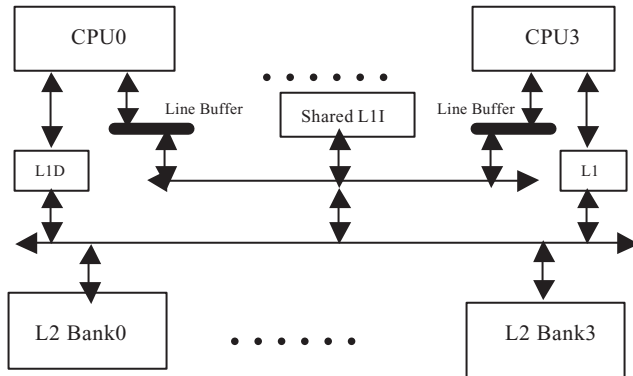 CPU0
CPU3
Line Buffer
Shared L1I
Line Buffer
L1D
L1
L2 Bank0
L2 Bank3